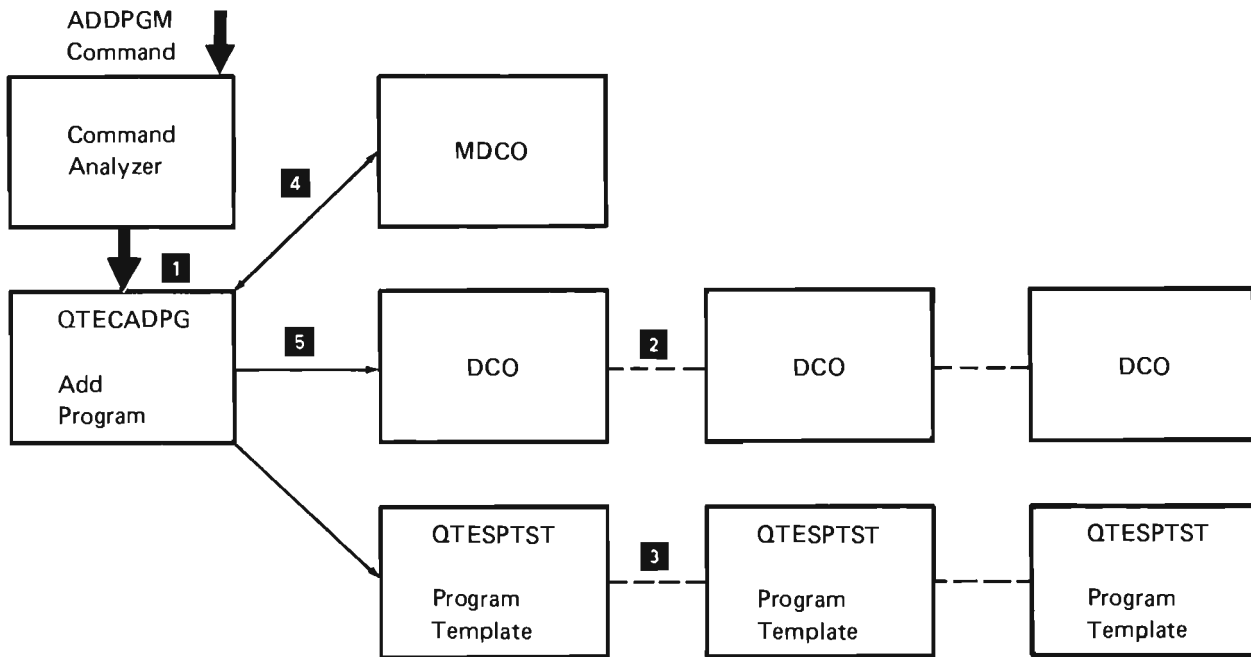 ADDPGM
Command
Command
Analyzer
MDCO
4
1
QTECADPG
Add
Program
5
DCO
2
DCO
DCO
QTESPTST
Program
Template
3
QTESPTST
Program
Template
QTESPTST
Program
Template